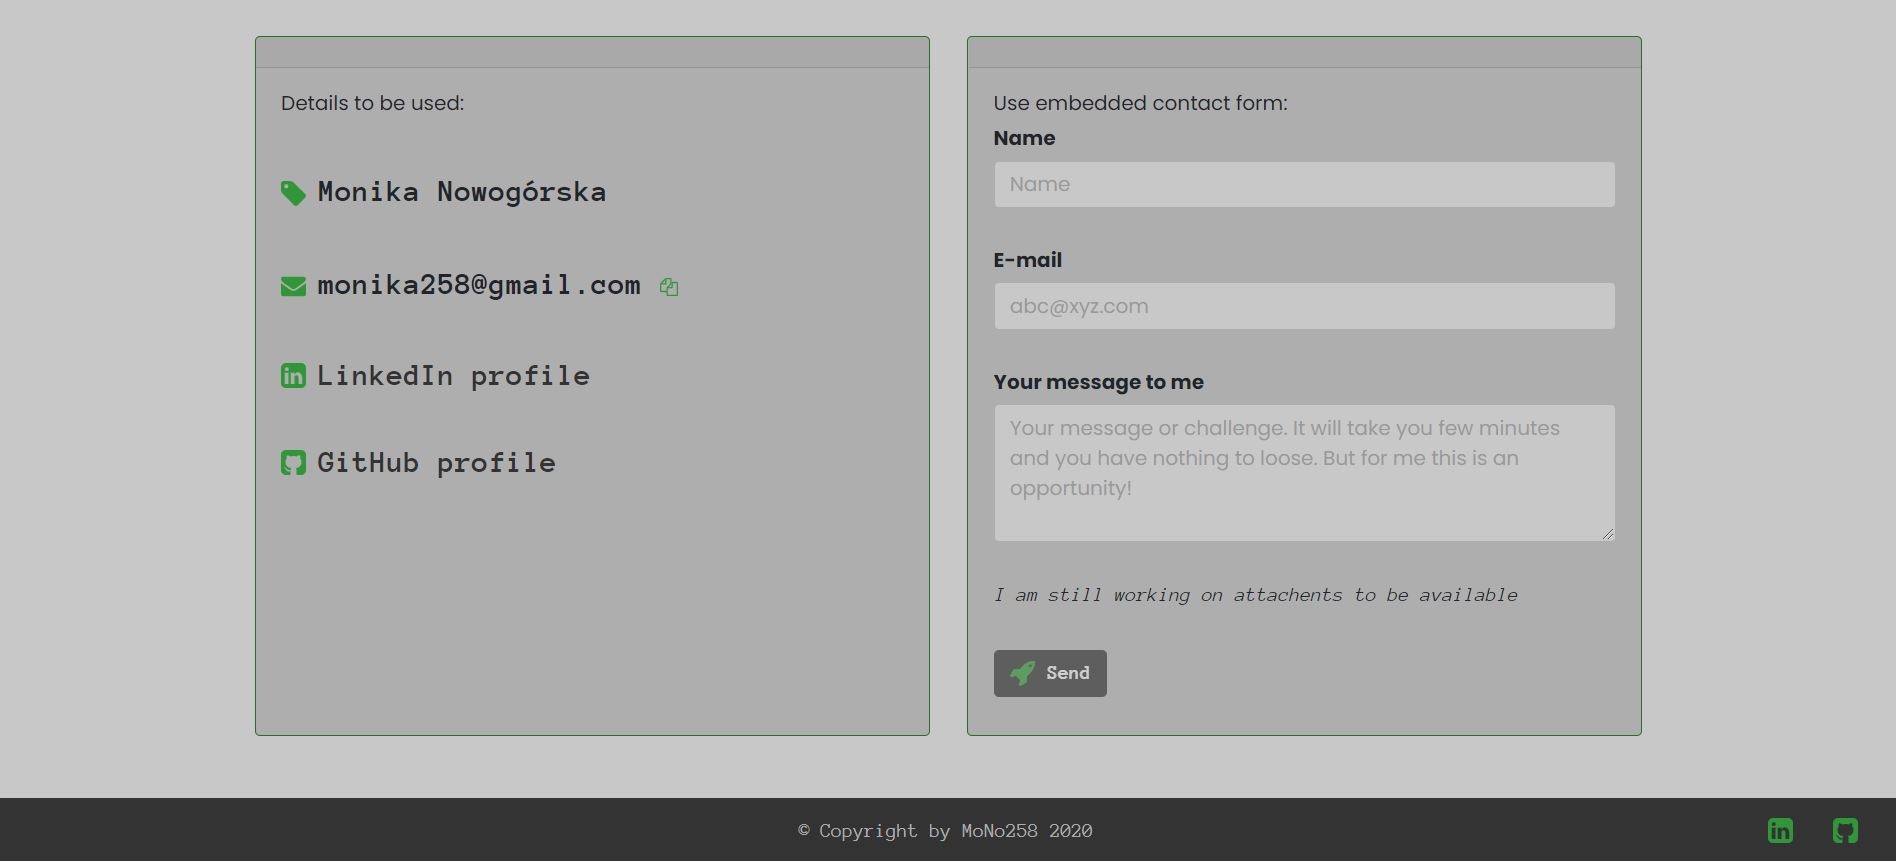 Details to be used:
Monika Nowogórska
monika258@gmail.com
LinkedIn profile
GitHub profile
Use embedded contact form:
Name
Name
E-mail
abc@xyz.com
Your message to me
Your message or challenge. It will take you few minutes
and you have nothing to loose. But for me this is an
opportunity!
I am still working on attachents to be available
Send
© Copyright by MoNo258 2020